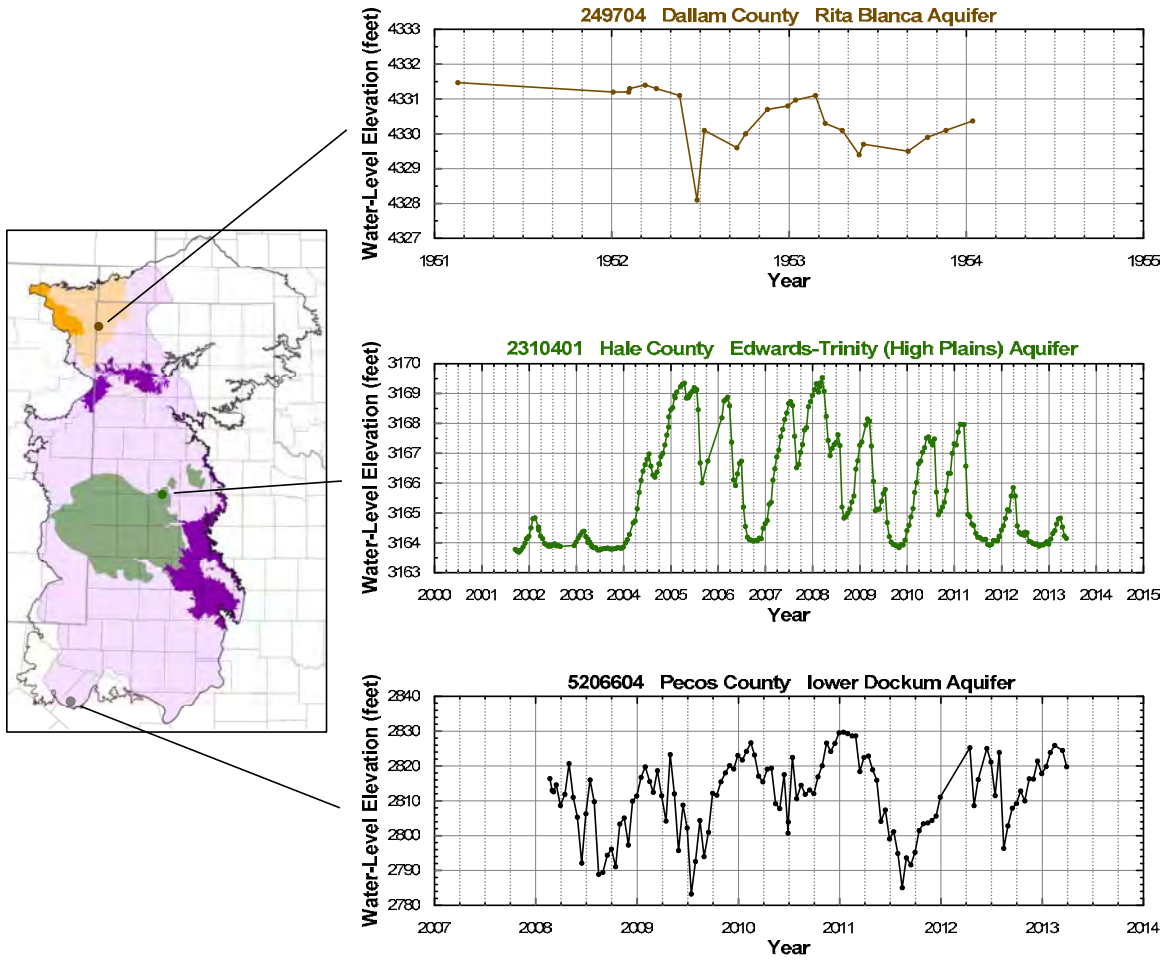 249704 Dallam County Rita Blanca Aquifer
Water-Level Elevation (feet)
4333
4332
4331
4330
4329
4328
4327
1951 1952 1953 1954 1955
Year
2310401 Hale County Edwards-Trinity (High Plains) Aquifer
Water-Level Elevation (feet)
3170
3169
3168
3167
3166
3165
3164
3163
2000 2001 2002 2003 2004 2005 2006 2007 2008 2009 2010 2011 2012 2013 2014 2015
Year
5206604 Pecos County lower Dockum Aquifer
Water-Level Elevation (feet)
2840
2830
2820
2810
2800
2790
2780
2007 2008 2009 2010 2011 2012 2013 2014
Year